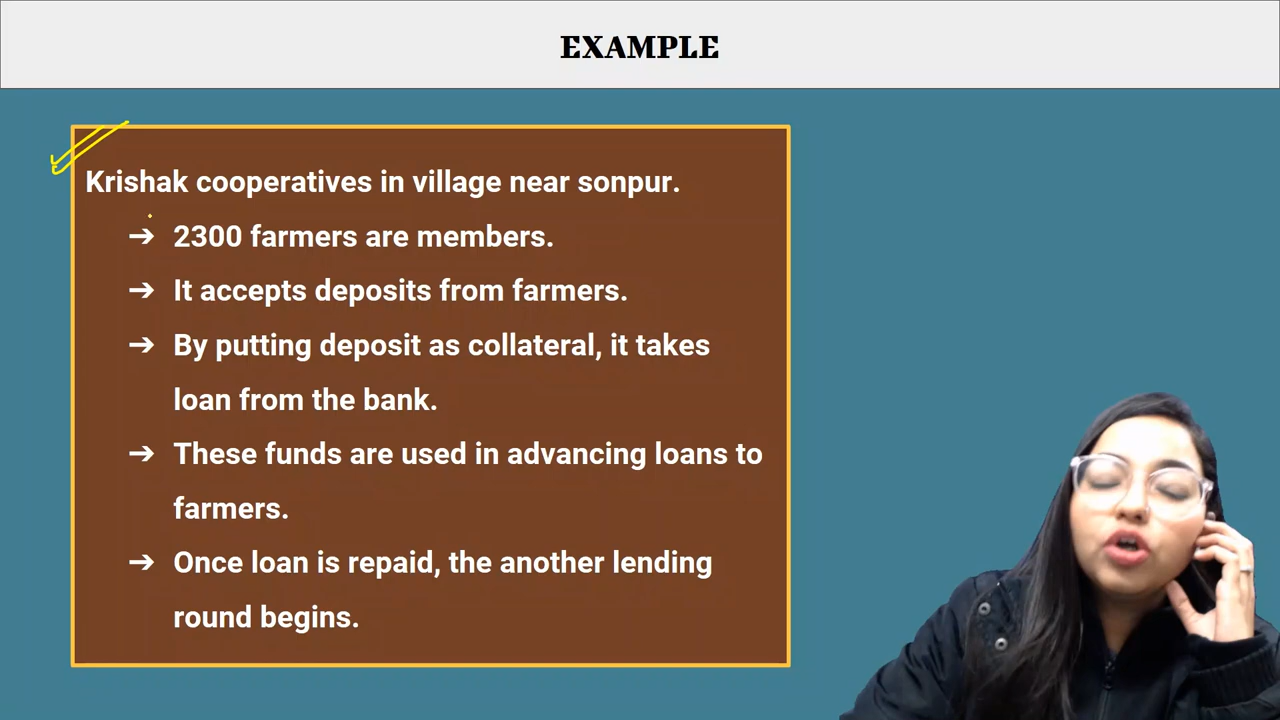 EXAMPLE
Krishak cooperatives in village near sonpur.
➔ 2300 farmers are members.
➔ It accepts deposits from farmers.
➔ By putting deposit as collateral, it takes
loan from the bank.
➔ These funds are used in advancing loans to
farmers.
➔ Once loan is repaid, the another lending
round begins.